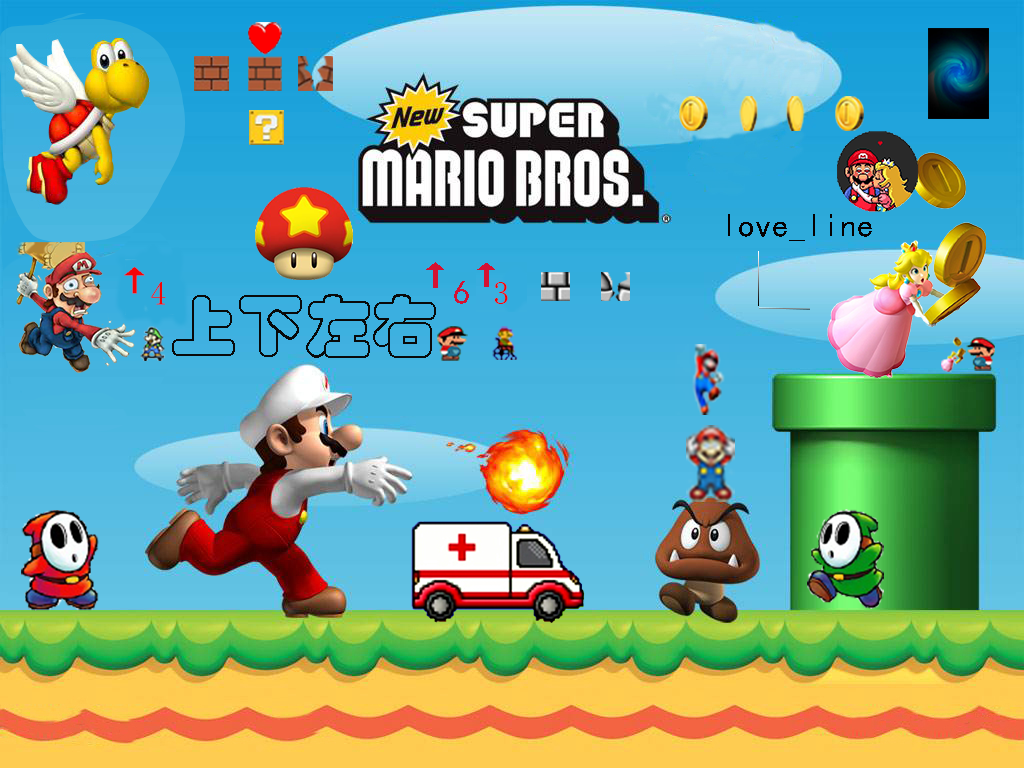 New SUPER
MARIO BROS.®
?
love_line
↑4
↑6
↑3
上下左右